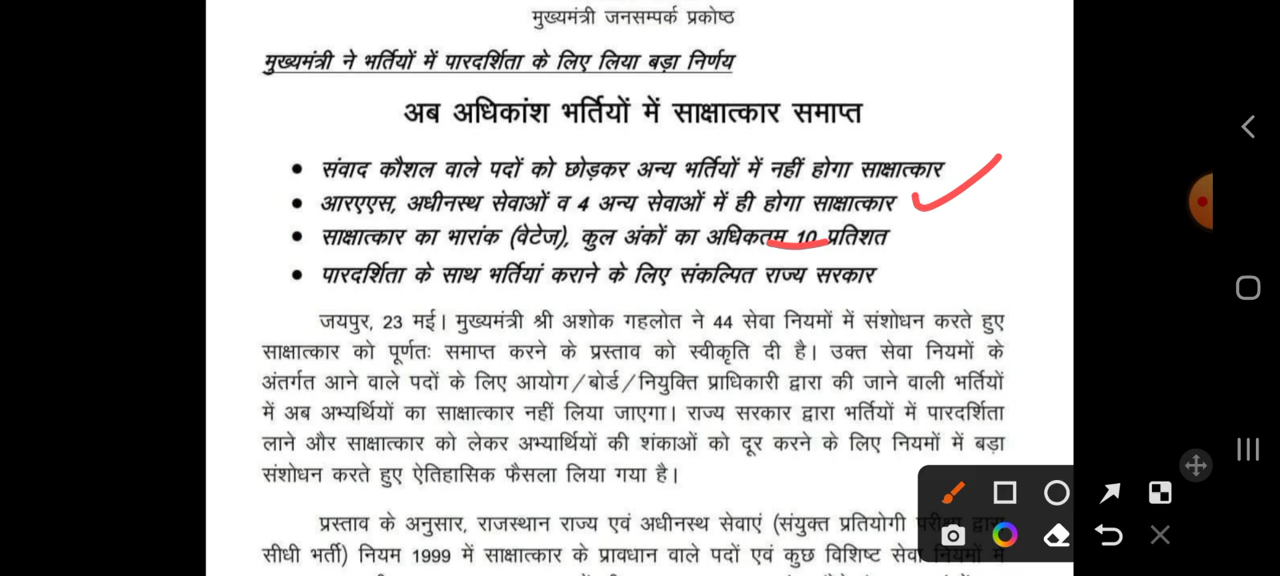 मुख्यमंत्री जनसम्पर्क प्रकोष्ठ
मुख्यमंत्री ने भर्तियों में पारदर्शिता के लिए लिया बड़ा निर्णय
अब अधिकांश भर्तियों में साक्षात्कार समाप्त
• संवाद कौशल वाले पदों को छोड़कर अन्य भर्तियों में नहीं होगा साक्षात्कार
• आरएएस, अधीनस्थ सेवाओं व 4 अन्य सेवाओं में ही होगा साक्षात्कार
• साक्षात्कार का भारांक (वेटेज), कुल अंकों का अधिकतम 10 प्रतिशत
• पारदर्शिता के साथ भर्तियां कराने के लिए संकल्पित राज्य सरकार
जयपुर, 23 मई। मुख्यमंत्री श्री अशोक गहलोत ने 44 सेवा नियमों में संशोधन करते हुए
साक्षात्कार को पूर्णतः समाप्त करने के प्रस्ताव को स्वीकृति दी है। उक्त सेवा नियमों के
अंतर्गत आने वाले पदों के लिए आयोग/बोर्ड/नियुक्ति प्राधिकारी द्वारा की जाने वाली भर्तियों
में अब अभ्यर्थियों का साक्षात्कार नहीं लिया जाएगा। राज्य सरकार द्वारा भर्तियों में पारदर्शिता
लाने और साक्षात्कार को लेकर अभ्यार्थियों की शंकाओं को दूर करने के लिए नियमों में बड़ा
संशोधन करते हुए ऐतिहासिक फैसला लिया गया है।
प्रस्ताव के अनुसार, राजस्थान राज्य एवं अधीनस्थ सेवाएं (संयुक्त प्रतियोगी परीक्षा द्वारा
सीधी भर्ती) नियम 1999 में साक्षात्कार के प्रावधान वाले पदों एवं कुछ विशिष्ट सेवा नियमों में